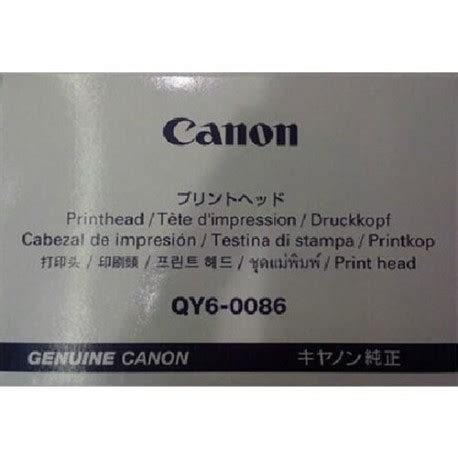 Canon
プリントヘッド
Printhead / Tête d'impression / Druckkopf
Cabezal de impresión / Testina di stampa / Printkop
打印头 / 印刷頭 / 프린트 헤드 / ชุดแม่พิมพ์ / Print head
QY6-0086
GENUINE CANON キヤノン純正